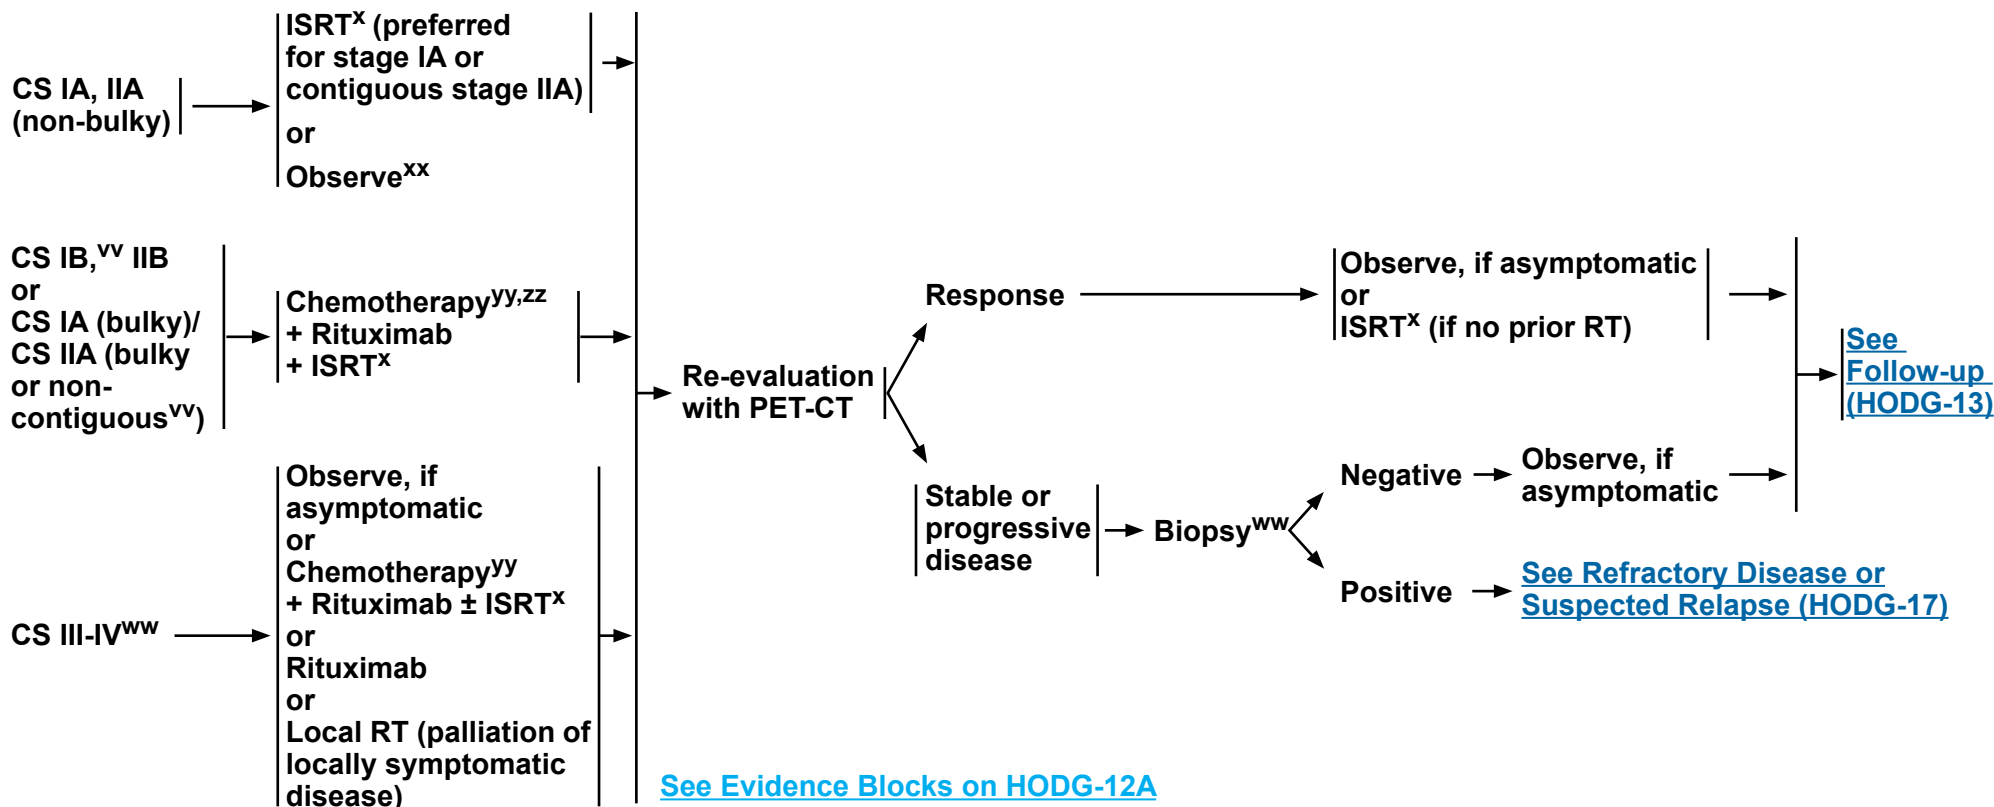 CS IA, IIA
(non-bulky)
ISRTˣ (preferred
for stage IA or
contiguous stage IIA)
or
Observeˣˣ
CS IB,ᵛᵛ IIB
or
CS IA (bulky)/
CS IIA (bulky
or non-
contiguousᵛᵛ)
Chemotherapyʸʸ,ᶻᶻ
+ Rituximab
+ ISRTˣ
CS III-IVʷʷ
Observe, if
asymptomatic
or
Chemotherapyʸʸ
+ Rituximab ± ISRTˣ
or
Rituximab
or
Local RT (palliation of
locally symptomatic
disease)
Re-evaluation
with PET-CT
Response
Observe, if asymptomatic
or
ISRTˣ (if no prior RT)
Stable or
progressive
disease
Biopsyʷʷ
Negative
Observe, if
asymptomatic
Positive
See Refractory Disease or
Suspected Relapse (HODG-17)
See
Follow-up
(HODG-13)
See Evidence Blocks on HODG-12A